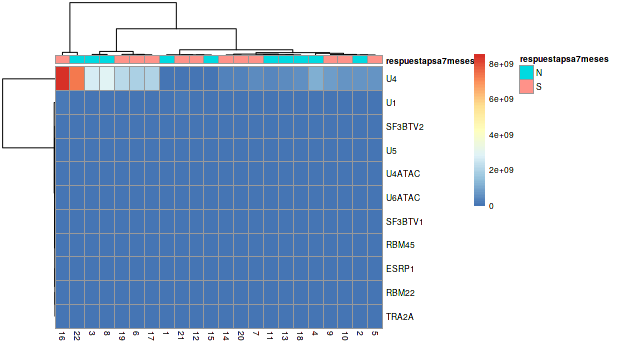 respuestapsa7meses
U4
U1
SF3BTV2
U5
U4ATAC
U6ATAC
SF3BTV1
RBM45
ESRP1
RBM22
TRA2A
16 22 3 8 19 6 17 1 21 12 15 14 20 7 11 13 18 4 9 10 2 5
8e+09
6e+09
4e+09
2e+09
0
respuestapsa7meses
N
S